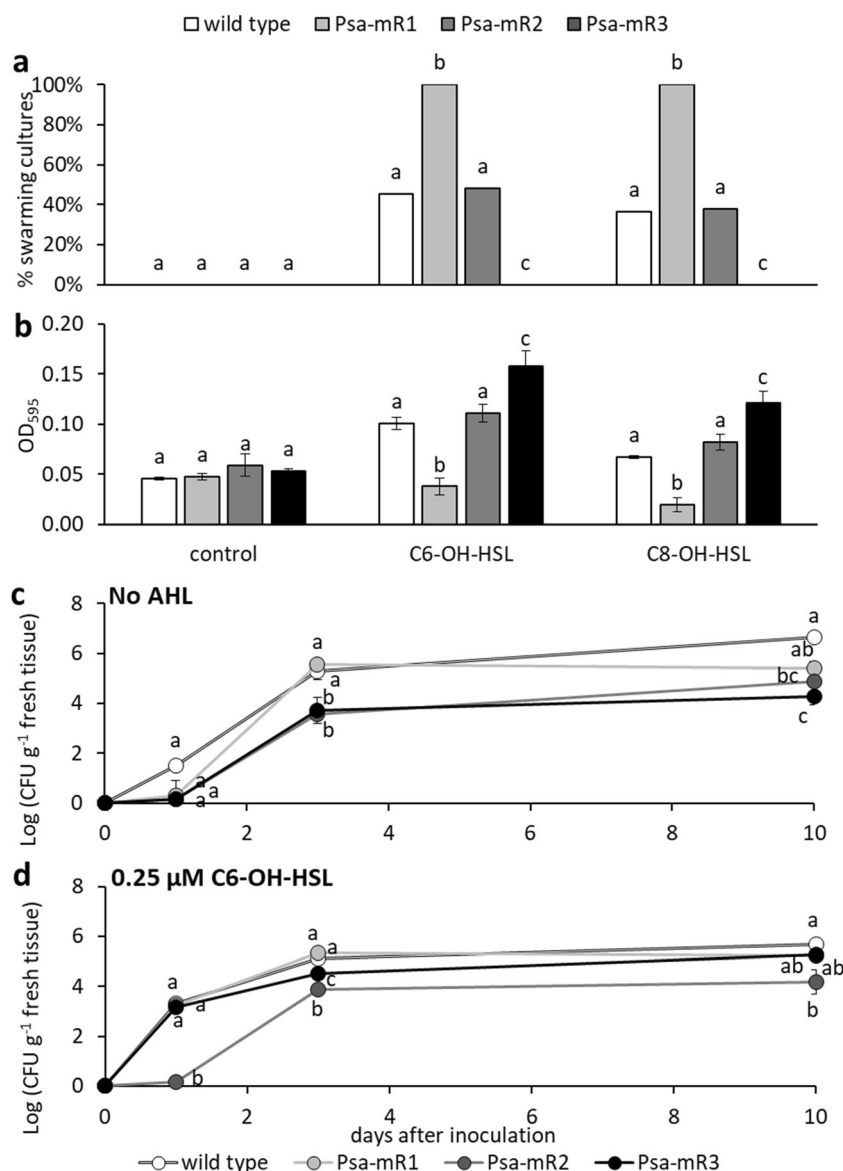 wild type Psa-mR1 Psa-mR2 Psa-mR3
a
b b
100%
80%
60%
a a
a a
40%
20%
a a a a c c
0%
% swarming cultures
b
0.20
c
0.15
c
a a
0.10
a
a
a a a a
0.05
b
b
0.00
OD595
control C6-OH-HSL C8-OH-HSL
c No AHL
8
a a
6
a ab
b bc
4
b c
a
2
a
a
a
0
Log (CFU g-1 fresh tissue)
0 2 4 6 8 10
d 0.25 µM C6-OH-HSL
8
a a
6
a
ab ab
a c
4
a b b
a
2
b
0
Log (CFU g-1 fresh tissue)
0 2 4 6 8 10
days after inoculation
wild type Psa-mR1 Psa-mR2 Psa-mR3